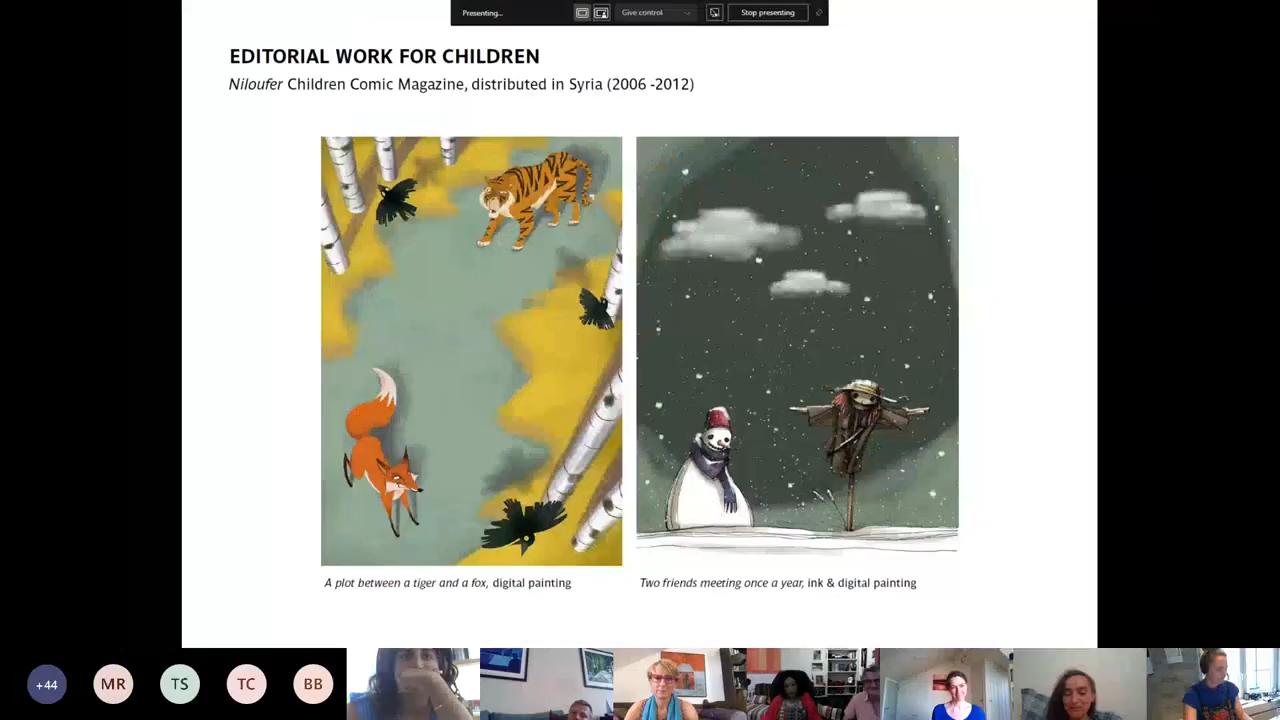 Presenting...
Give control
Stop presenting
EDITORIAL WORK FOR CHILDREN
Niloufer Children Comic Magazine, distributed in Syria (2006 -2012)
A plot between a tiger and a fox, digital painting
Two friends meeting once a year, ink & digital painting
+44
MR
TS
TC
BB